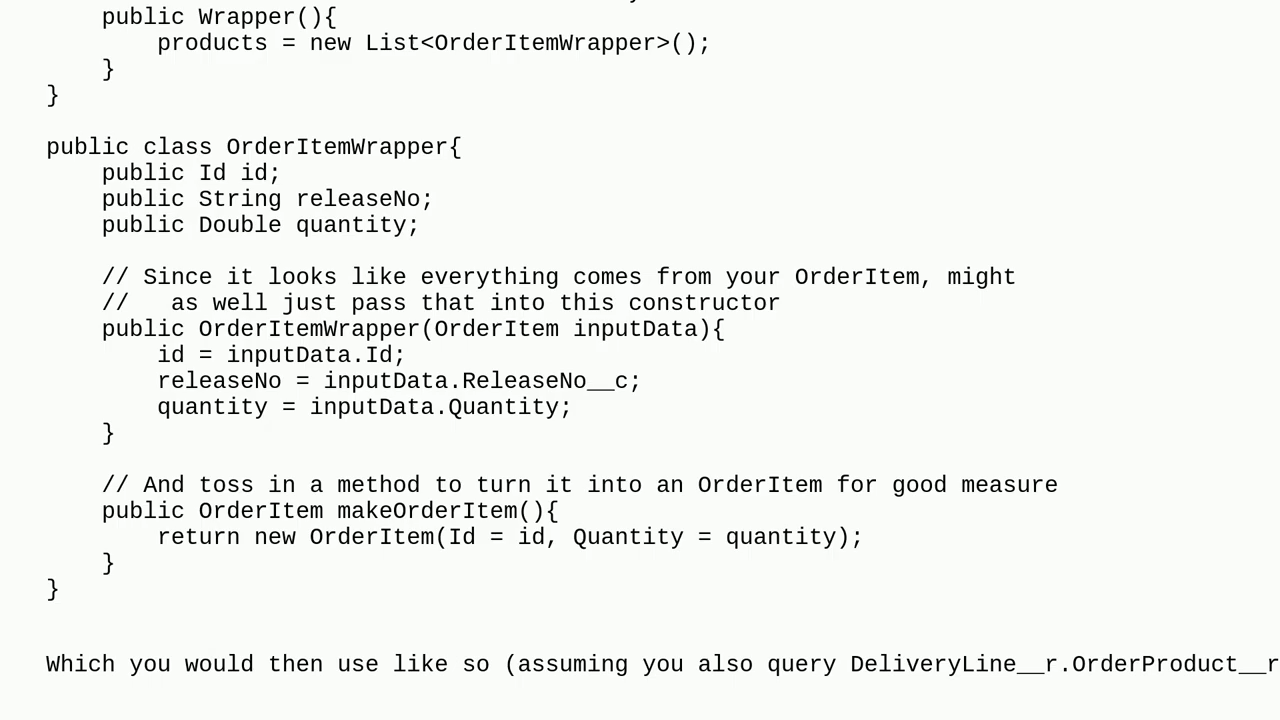 public Wrapper(){
products = new List<OrderItemWrapper>();
}
}
public class OrderItemWrapper{
public Id id;
public String releaseNo;
public Double quantity;
// Since it looks like everything comes from your OrderItem, might
//   as well just pass that into this constructor
public OrderItemWrapper(OrderItem inputData){
id = inputData.Id;
releaseNo = inputData.ReleaseNo__c;
quantity = inputData.Quantity;
}
// And toss in a method to turn it into an OrderItem for good measure
public OrderItem makeOrderItem(){
return new OrderItem(Id = id, Quantity = quantity);
}
}
Which you would then use like so (assuming you also query DeliveryLine__r.OrderProduct__r